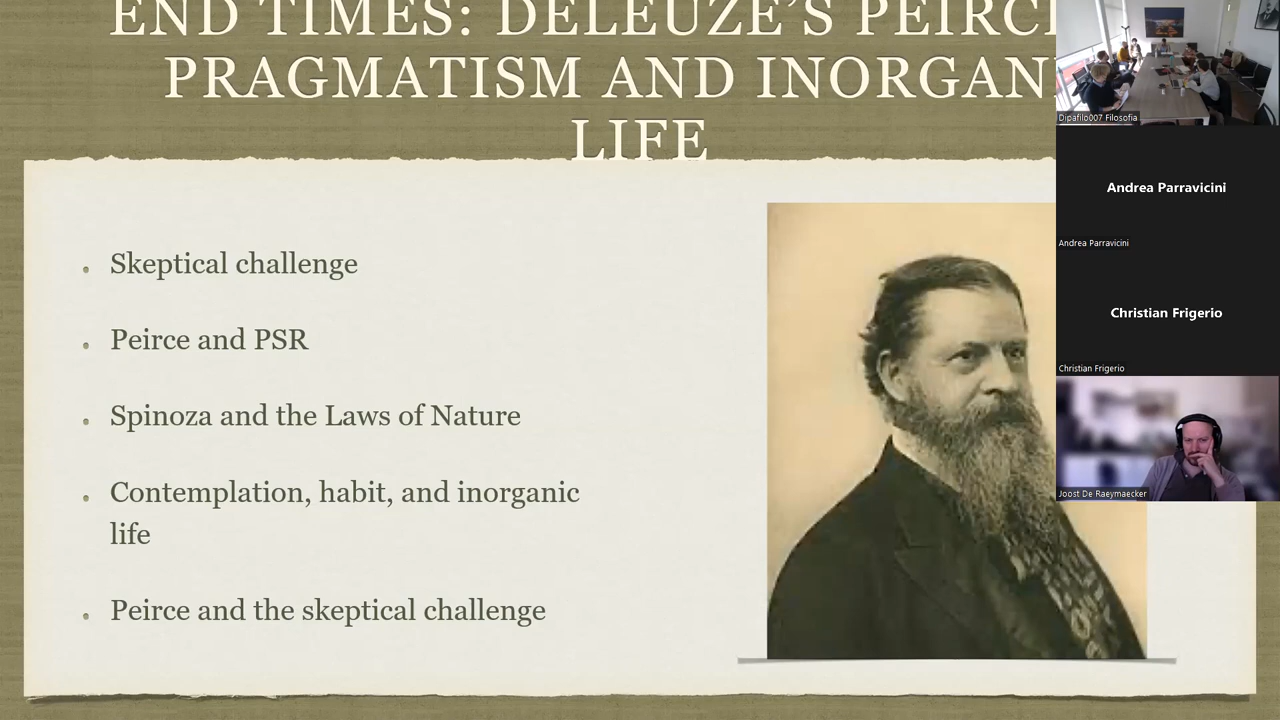 END TIMES: DELEUZE'S PEIRC
PRAGMATISM AND INORGAN
LIFE
Skeptical challenge
Peirce and PSR
Spinoza and the Laws of Nature
Contemplation, habit, and inorganic
life
Peirce and the skeptical challenge
Dipafilo007 Filosofia
Andrea Parravicini
Andrea Parravicini
Christian Frigerio
Christian Frigerio
Joost De Raeymaecker